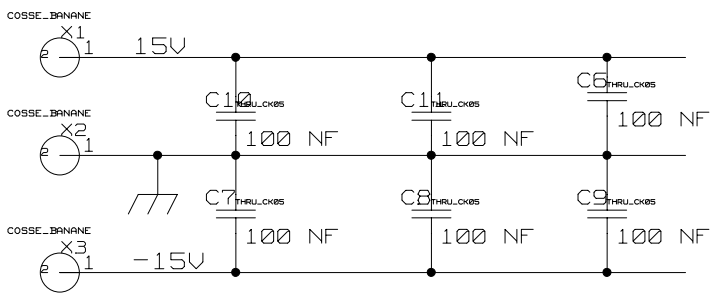 COSSE_BANANE
X1
2 1 15V
C10 THRU_CK05
100 NF
C11 THRU_CK05
100 NF
C6 THRU_CK05
100 NF
COSSE_BANANE
X2
2 1
COSSE_BANANE
X3
2 1 -15V
C7 THRU_CK05
100 NF
C8 THRU_CK05
100 NF
C9 THRU_CK05
100 NF